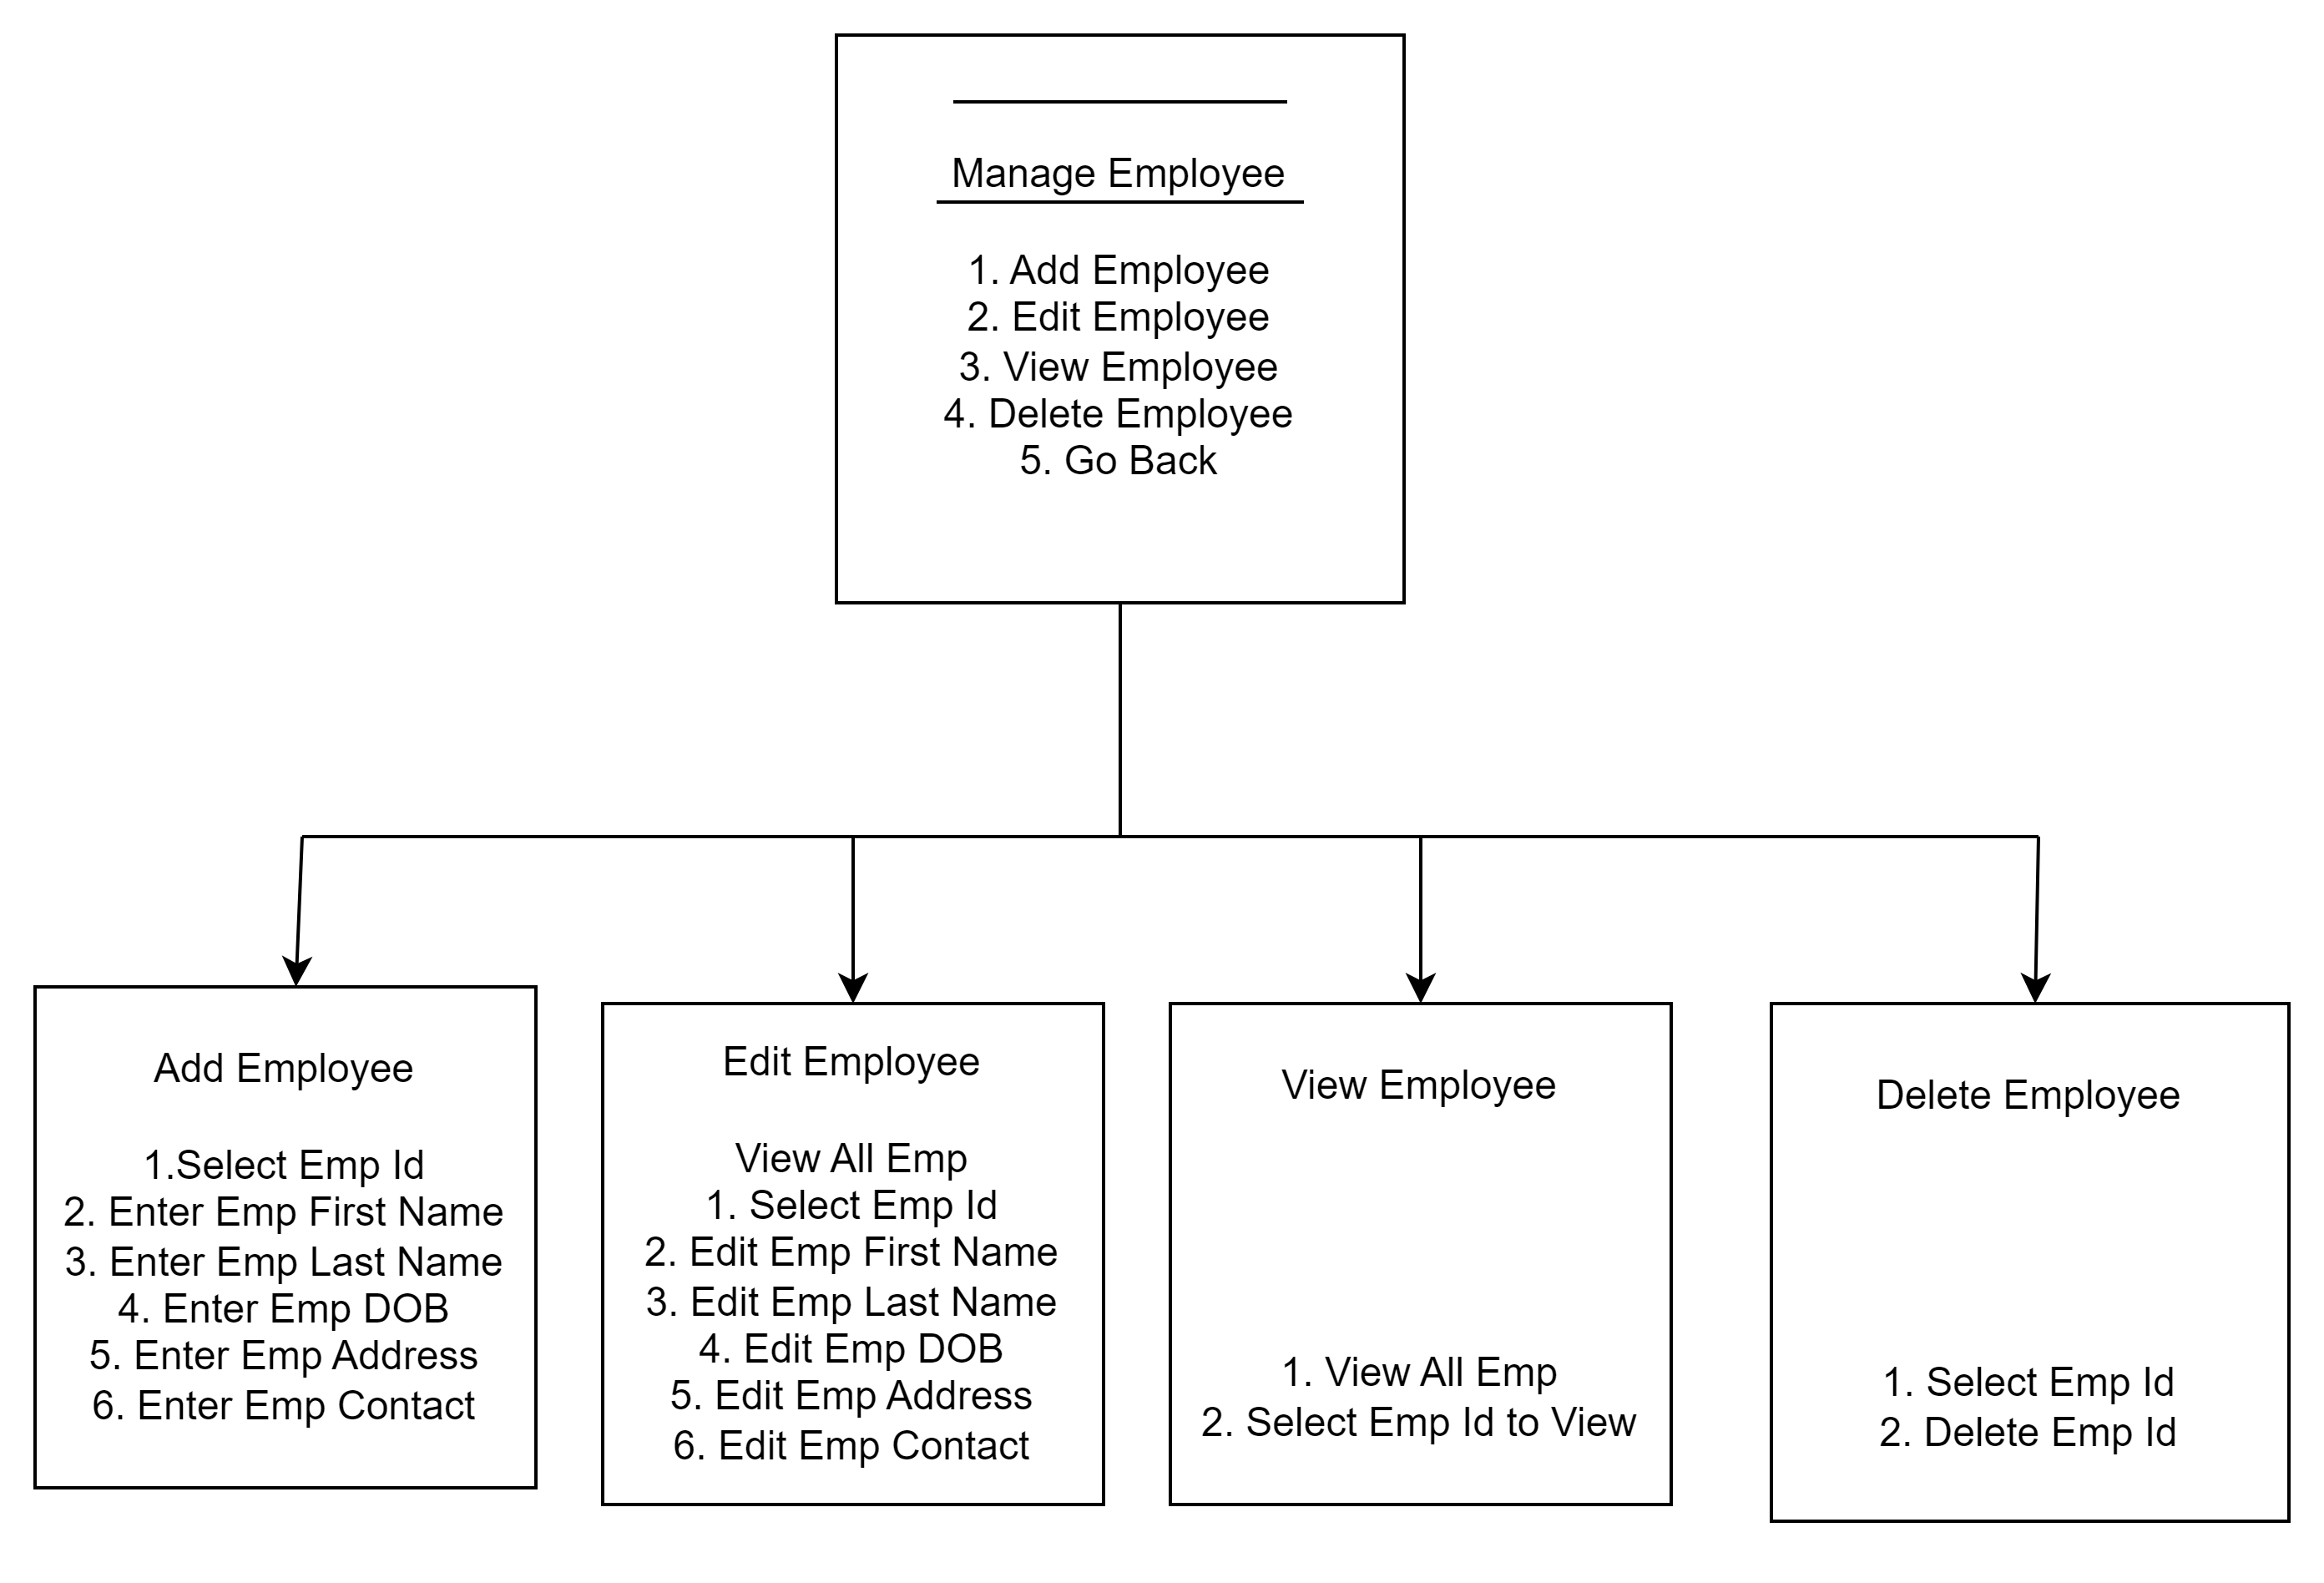 Manage Employee
1. Add Employee
2. Edit Employee
3. View Employee
4. Delete Employee
5. Go Back
Add Employee
1.Select Emp Id
2. Enter Emp First Name
3. Enter Emp Last Name
4. Enter Emp DOB
5. Enter Emp Address
6. Enter Emp Contact
Edit Employee
View All Emp
1. Select Emp Id
2. Edit Emp First Name
3. Edit Emp Last Name
4. Edit Emp DOB
5. Edit Emp Address
6. Edit Emp Contact
View Employee
1. View All Emp
2. Select Emp Id to View
Delete Employee
1. Select Emp Id
2. Delete Emp Id